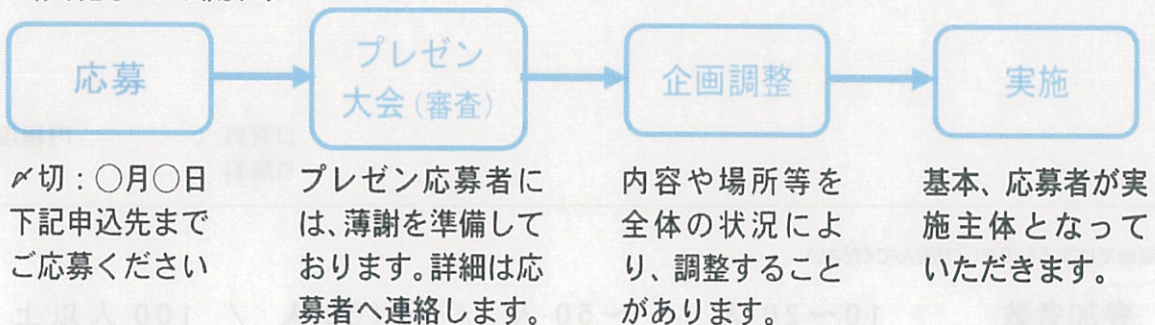 応募
プレゼン
大会（審査）
企画調整
実施
〆切：○月○日
下記申込先まで
ご応募ください
プレゼン応募者に
は、薄謝を準備して
おります。詳細は応
募者へ連絡します。
内容や場所等を
全体の状況によ
り、調整すること
があります。
基本、応募者が実
施主体となって
いただきます。